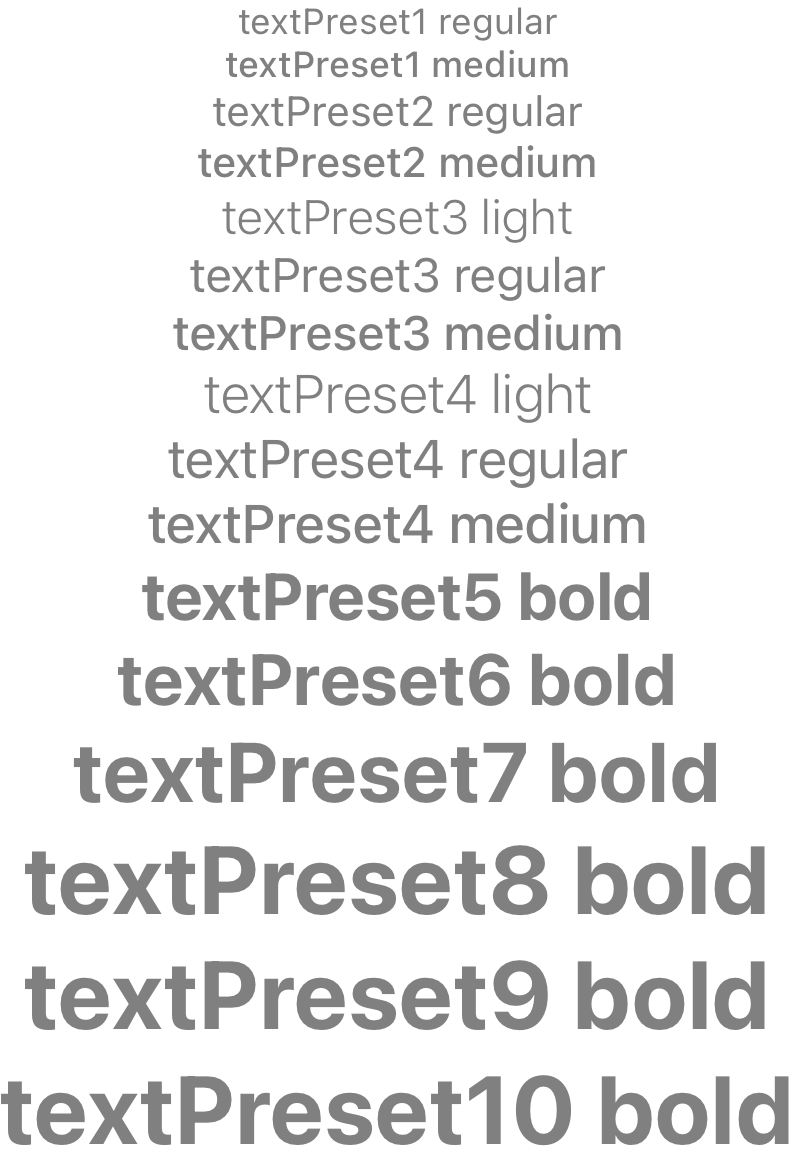 textPreset1 regular
textPreset1 medium
textPreset2 regular
textPreset2 medium
textPreset3 light
textPreset3 regular
textPreset3 medium
textPreset4 light
textPreset4 regular
textPreset4 medium
textPreset5 bold
textPreset6 bold
textPreset7 bold
textPreset8 bold
textPreset9 bold
textPreset10 bold